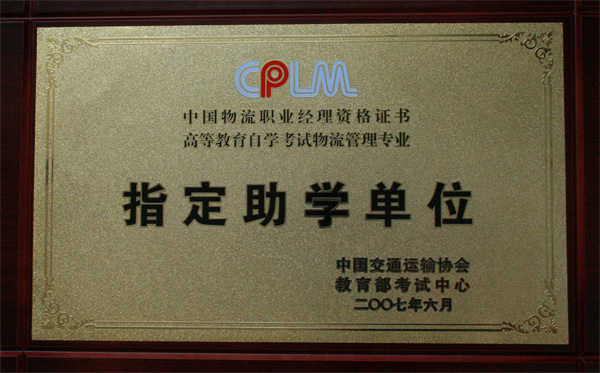 CPLM
中国物流职业经理资格证书
高等教育自学考试物流管理专业
指定助学单位
中国交通运输协会
教育部考试中心
二〇〇七年六月